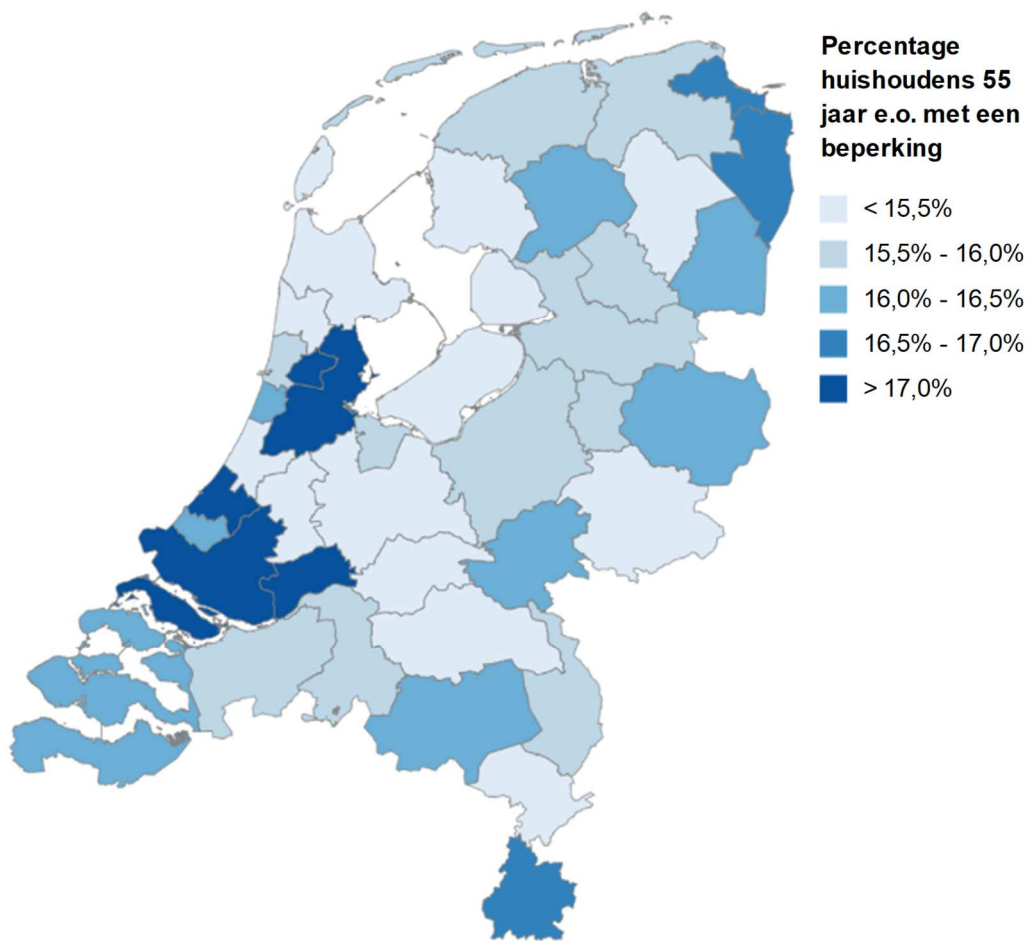 Percentage
huishoudens 55
jaar e.o. met een
beperking
< 15,5%
15,5% - 16,0%
16,0% - 16,5%
16,5% - 17,0%
> 17,0%